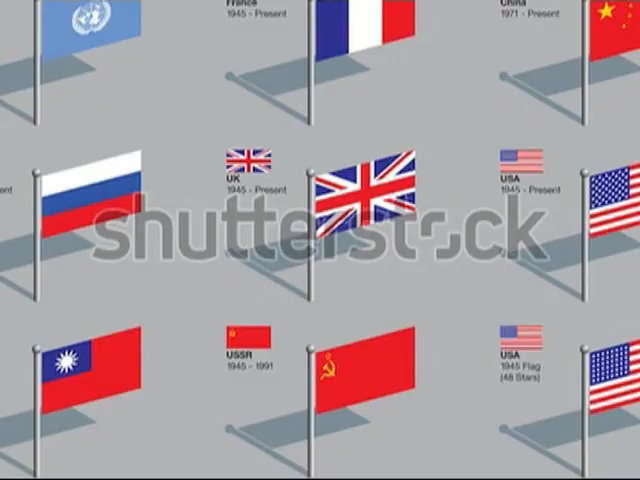 France
1945 - Present
China
1971 - Present
UK
1945 - Present
USA
1945 - Present
shutterstock
USSR
1945 - 1991
USA
1945 Flag
(48 Stars)